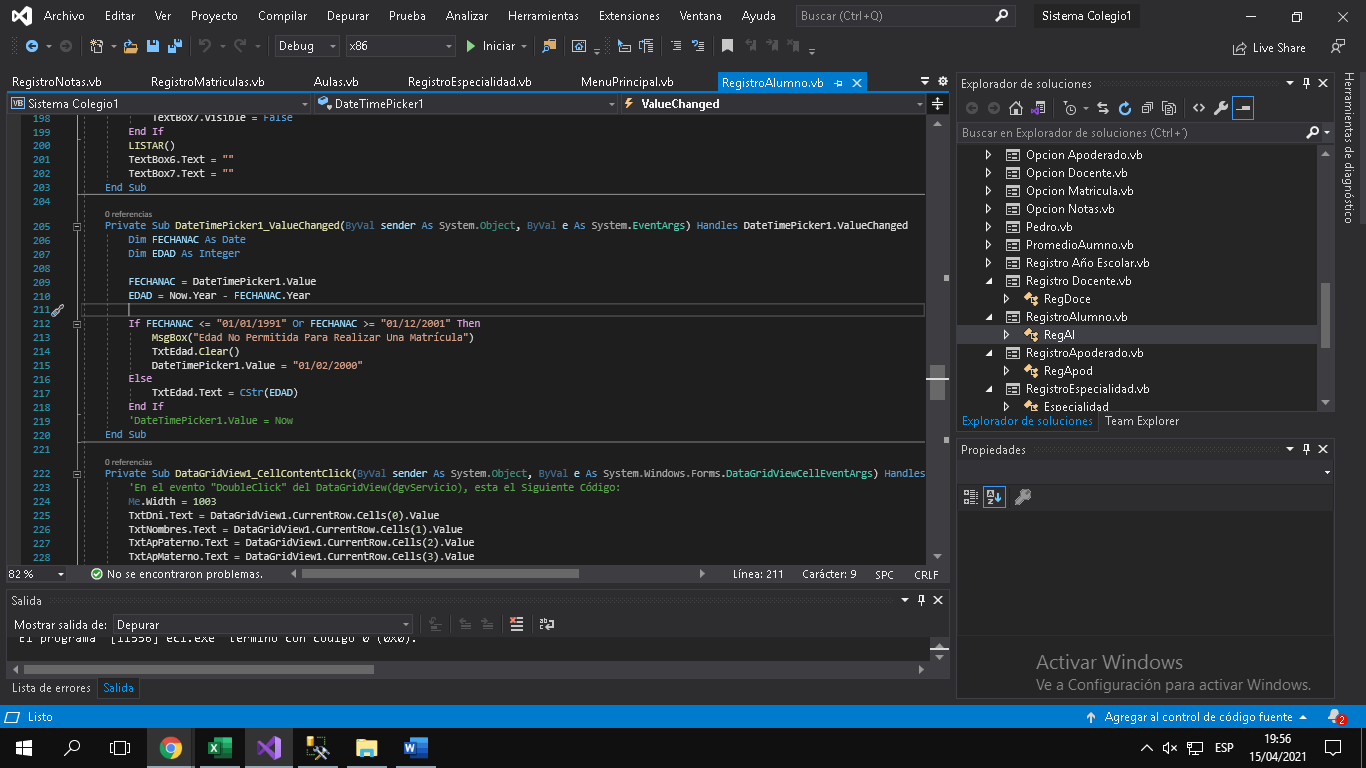 Archivo Editar Ver Proyecto Compilar Depurar Prueba Analizar Herramientas Extensiones Ventana Ayuda Buscar (Ctrl+Q) Sistema Colegio1
Debug x86 Iniciar Live Share
RegistroNotas.vb RegistroMatriculas.vb Aulas.vb RegistroEspecialidad.vb MenuPrincipal.vb RegistroAlumno.vb
Sistema Colegio1 DateTimePicker1 ValueChanged
198 TextBox7.Visible = False
199 End If
200 LISTAR()
201 TextBox6.Text = ""
202 TextBox7.Text = ""
203 End Sub
204
0 referencias
205 Private Sub DateTimePicker1_ValueChanged(ByVal sender As System.Object, ByVal e As System.EventArgs) Handles DateTimePicker1.ValueChanged
206 Dim FECHANAC As Date
207 Dim EDAD As Integer
208
209 FECHANAC = DateTimePicker1.Value
210 EDAD = Now.Year - FECHANAC.Year
211
212 If FECHANAC <= "01/01/1991" Or FECHANAC >= "01/12/2001" Then
213 MsgBox("Edad No Permitida Para Realizar Una Matrícula")
214 TxtEdad.Clear()
215 DateTimePicker1.Value = "01/02/2000"
216 Else
217 TxtEdad.Text = CStr(EDAD)
218 End If
219 'DateTimePicker1.Value = Now
220 End Sub
221
0 referencias
222 Private Sub DataGridView1_CellContentClick(ByVal sender As System.Object, ByVal e As System.Windows.Forms.DataGridViewCellEventArgs) Handles
223 'En el evento "DoubleClick" del DataGridView(dgvServicio), esta el Siguiente Código:
224 Me.Width = 1003
225 TxtDni.Text = DataGridView1.CurrentRow.Cells(0).Value
226 TxtNombres.Text = DataGridView1.CurrentRow.Cells(1).Value
227 TxtApPaterno.Text = DataGridView1.CurrentRow.Cells(2).Value
228 TxtApMaterno.Text = DataGridView1.CurrentRow.Cells(3).Value
82 % No se encontraron problemas. Línea: 211 Carácter: 9 SPC CRLF
Salida
Mostrar salida de: Depurar
El programa '[11556] ec1.exe' terminó con código 0 (0x0).
Lista de errores Salida
Explorador de soluciones
Buscar en Explorador de soluciones (Ctrl+´)
Opcion Apoderado.vb
Opcion Docente.vb
Opcion Matricula.vb
Opcion Notas.vb
Pedro.vb
PromedioAumno.vb
Registro Año Escolar.vb
Registro Docente.vb
RegDoce
RegistroAlumno.vb
RegAl
RegistroApoderado.vb
RegApod
RegistroEspecialidad.vb
Especialidad
Explorador de soluciones Team Explorer
Propiedades
Herramientas de diagnóstico
Activar Windows
Ve a Configuración para activar Windows.
Listo Agregar al control de código fuente 2
ESP 19:56
15/04/2021